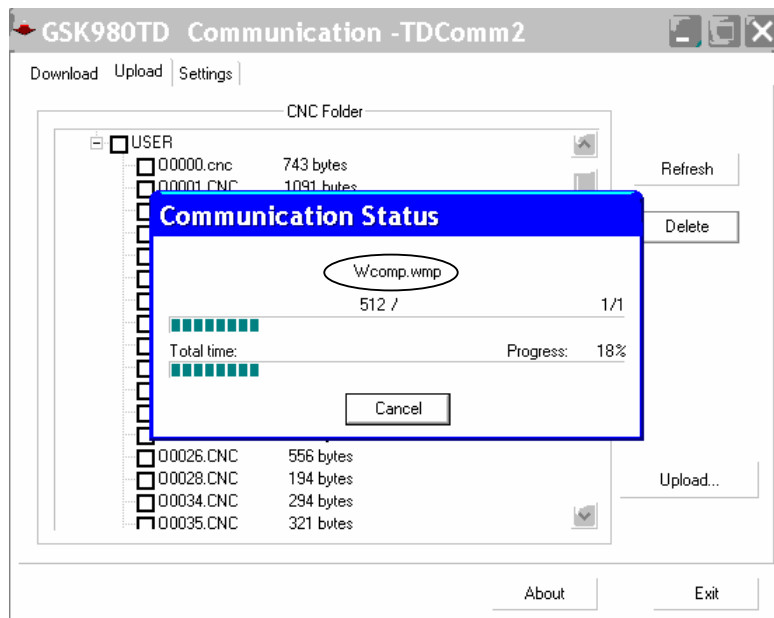 GSK980TD Communication -TDComm2
Download Upload Settings
CNC Folder
USER
O0000.cnc 743 bytes
O0001.CNC 1091 bytes
Refresh
Delete
Communication Status
Wcomp.wmp
512 / 1/1
Total time: Progress: 18%
Cancel
O0026.CNC 556 bytes
O0028.CNC 194 bytes
O0034.CNC 294 bytes
O0035.CNC 321 bytes
Upload...
About Exit